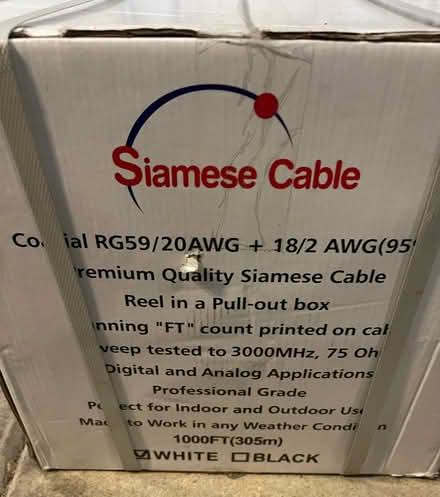 Siamese Cable
RG59/20AWG + 18/2 AWG(95
Quality Siamese Cable
Reel in a Pull-out box
"FT" count printed on
tested to 3000MHz, 75
Digital and Analog Applications
Professional Grade
for Indoor and Outdoor
to Work in any Weather
1000FT(305m)
☑WHITE ☐BLACK